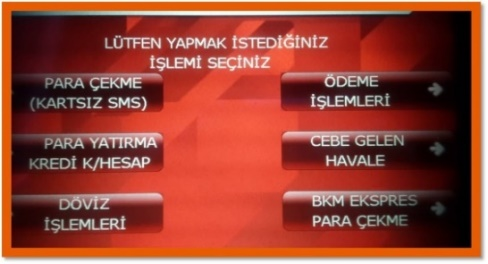 LÜTFEN YAPMAK İSTEDİĞİNİZ
İŞLEMİ SEÇİNİZ
PARA ÇEKME
(KARTSIZ SMS)
ÖDEME
İŞLEMLERİ
PARA YATIRMA
KREDİ K/HESAP
CEBE GELEN
HAVALE
DÖVİZ
İŞLEMLERİ
BKM EKSPRES
PARA ÇEKME